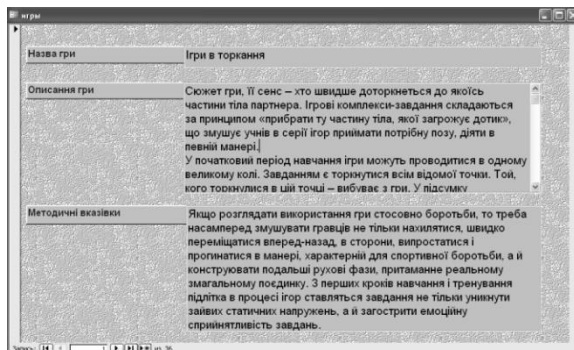 игры
Назва гри
Ігри в торкання
Описання гри
Сюжет гри, її сенс – хто швидше доторкнеться до якоїсь
частини тіла партнера. Ігрові комплекси-завдання складаються
за принципом «прибрати ту частину тіла, якої загрожує дотик»,
що змушує учнів в серії ігор приймати потрібну позу, діяти в
певній манері.
У початковий період навчання ігри можуть проводитися в одному
великому колі. Завданням є торкнутися всім відомої точки. Той,
кого торкнулися в цій точці – вибуває з гри. У підсумку
Методичні вказівки
Якщо розглядати використання гри стосовно боротьби, то треба
насамперед змушувати гравців не тільки нахилятися, швидко
переміщатися вперед-назад, в сторони, випростатися і
прогинатися в манері, характерній для спортивної боротьби, а й
конструювати подальші рухові фази, притаманне реальному
змагальному поєдинку. З перших кроків навчання і тренування
підлітка в процесі ігор ставляться завдання не тільки уникнути
зайвих статичних напружень, а й загострити емоційну
сприйнятливість завдань.
Запись: 1 из 36